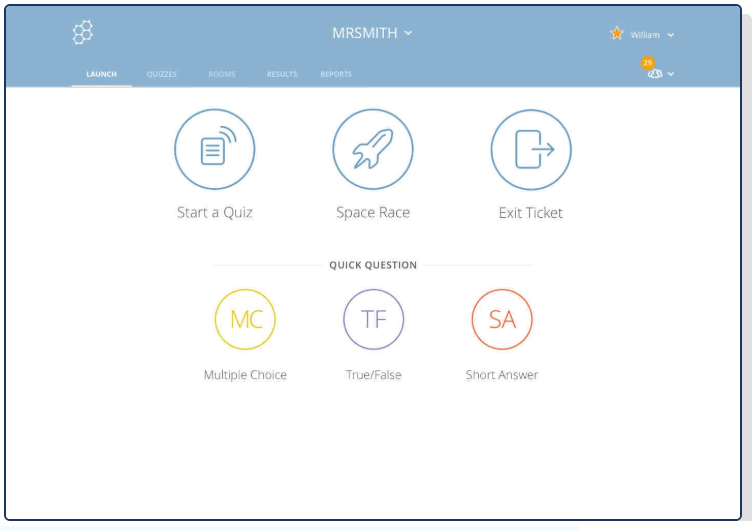 MRSMITH
William
LAUNCH QUIZZES ROOMS RESULTS REPORTS
29
Start a Quiz Space Race Exit Ticket
QUICK QUESTION
MC TF SA
Multiple Choice True/False Short Answer